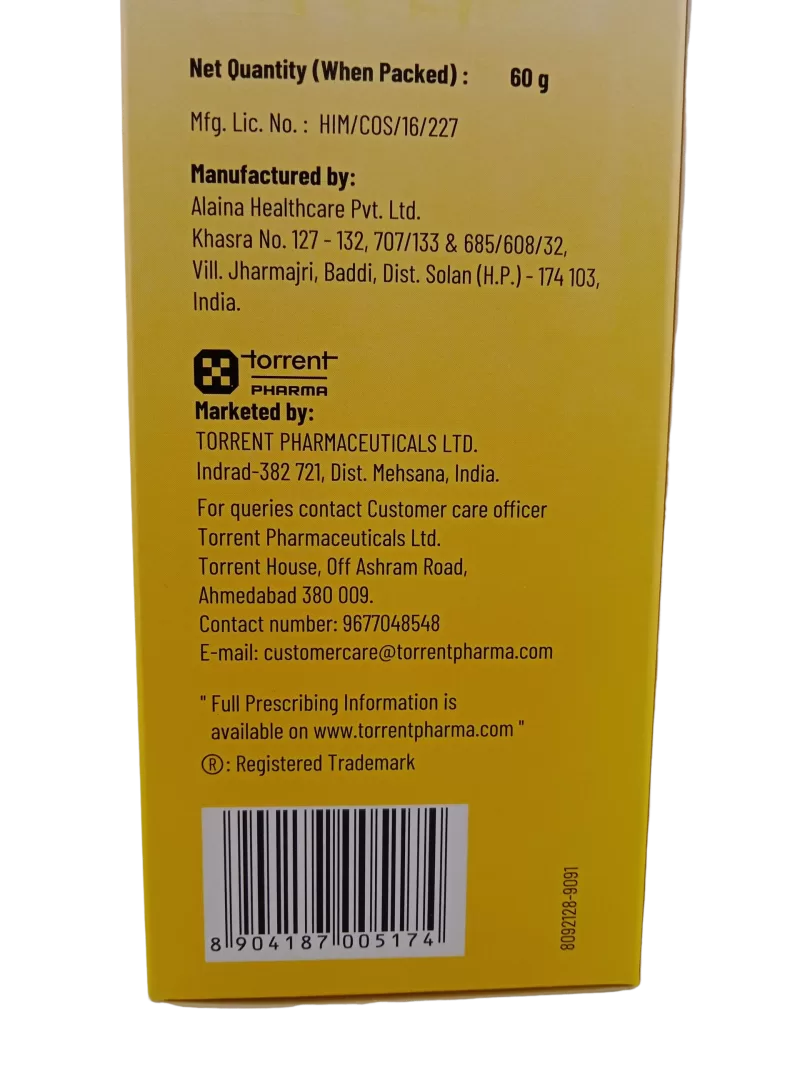 Net Quantity (When Packed) : 60 g
Mfg. Lic. No. : HIM/COS/16/227
Manufactured by:
Alaina Healthcare Pvt. Ltd.
Khasra No. 127 - 132, 707/133 & 685/608/32,
Vill. Jharmajri, Baddi, Dist. Solan (H.P.) - 174 103,
India.
torrent
PHARMA
Marketed by:
TORRENT PHARMACEUTICALS LTD.
Indrad-382 721, Dist. Mehsana, India.
For queries contact Customer care officer
Torrent Pharmaceuticals Ltd.
Torrent House, Off Ashram Road,
Ahmedabad 380 009.
Contact number: 9677048548
E-mail: customercare@torrentpharma.com
" Full Prescribing Information is
available on www.torrentpharma.com "
®: Registered Trademark
8 904187 005174
8092128-9091